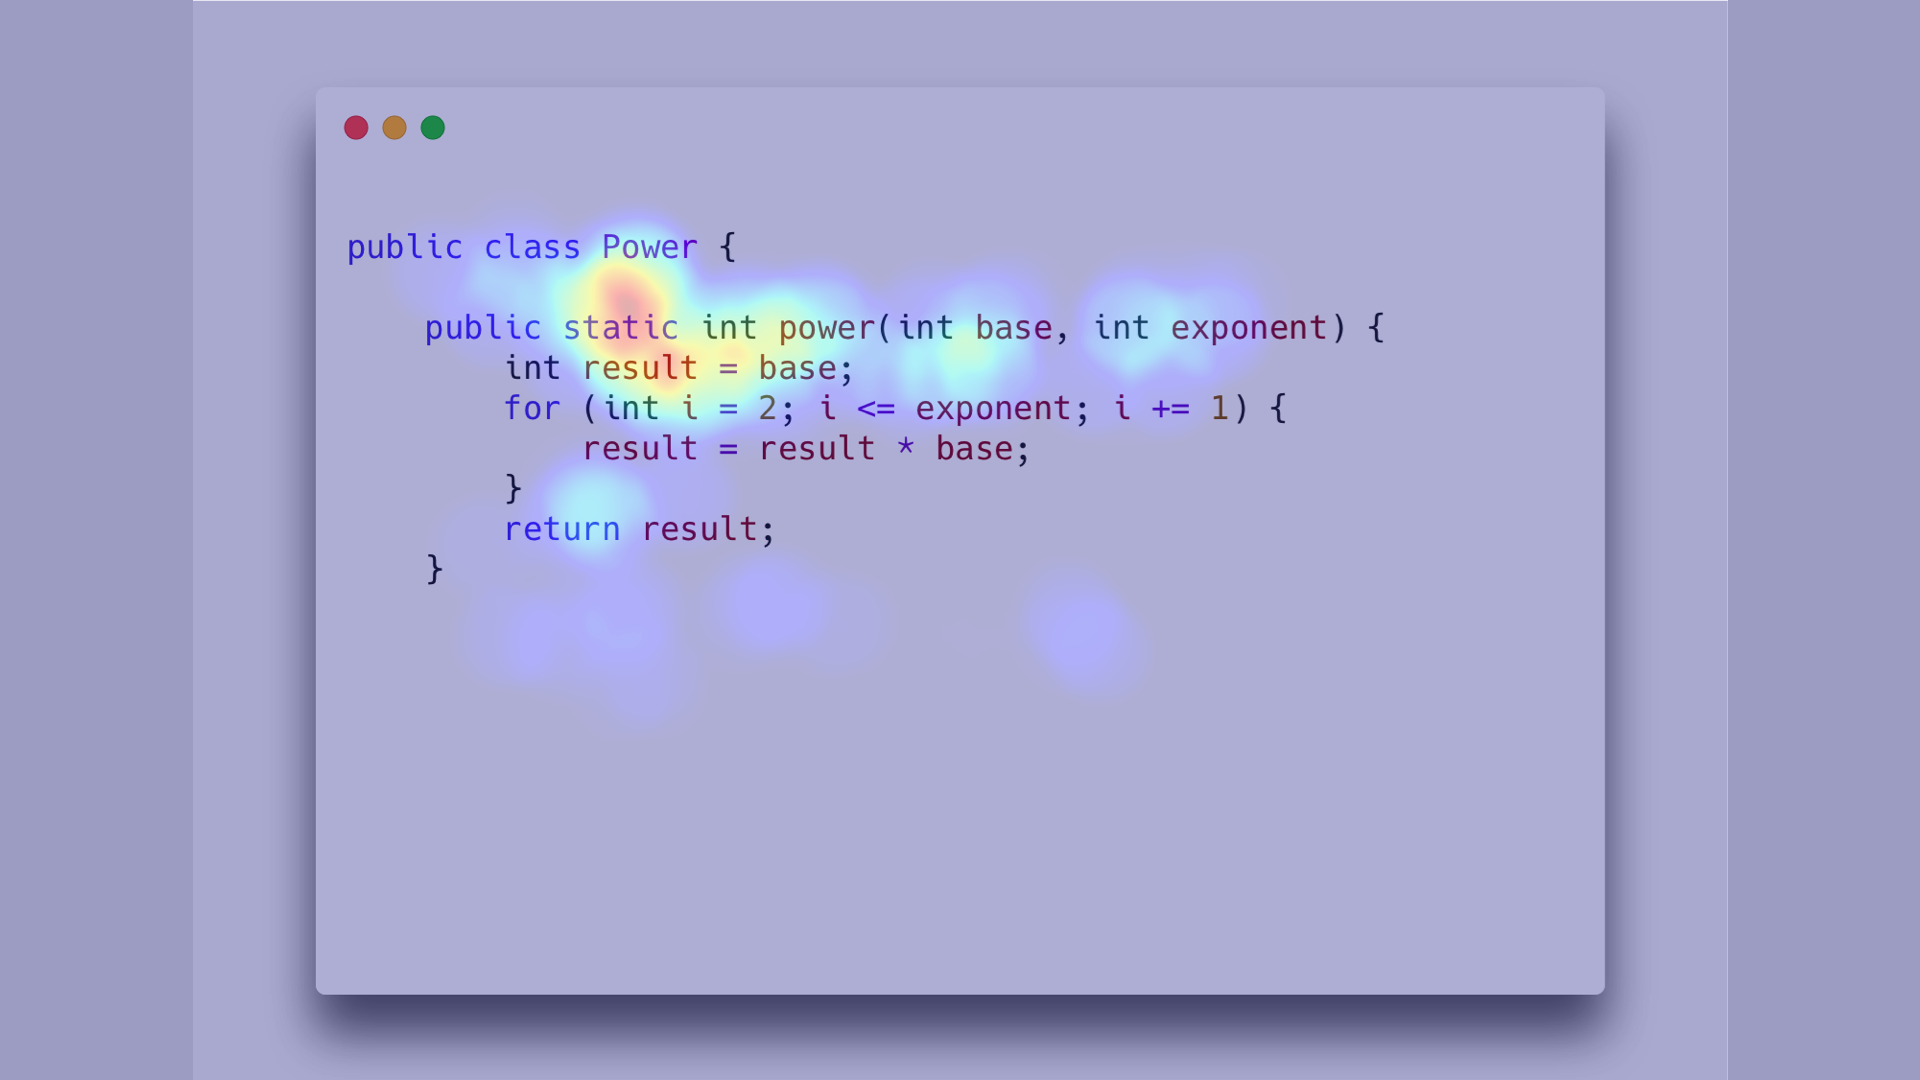 public class Power {
public static int power(int base, int exponent) {
int result = base;
for (int i = 2; i <= exponent; i += 1) {
result = result * base;
}
return result;
}